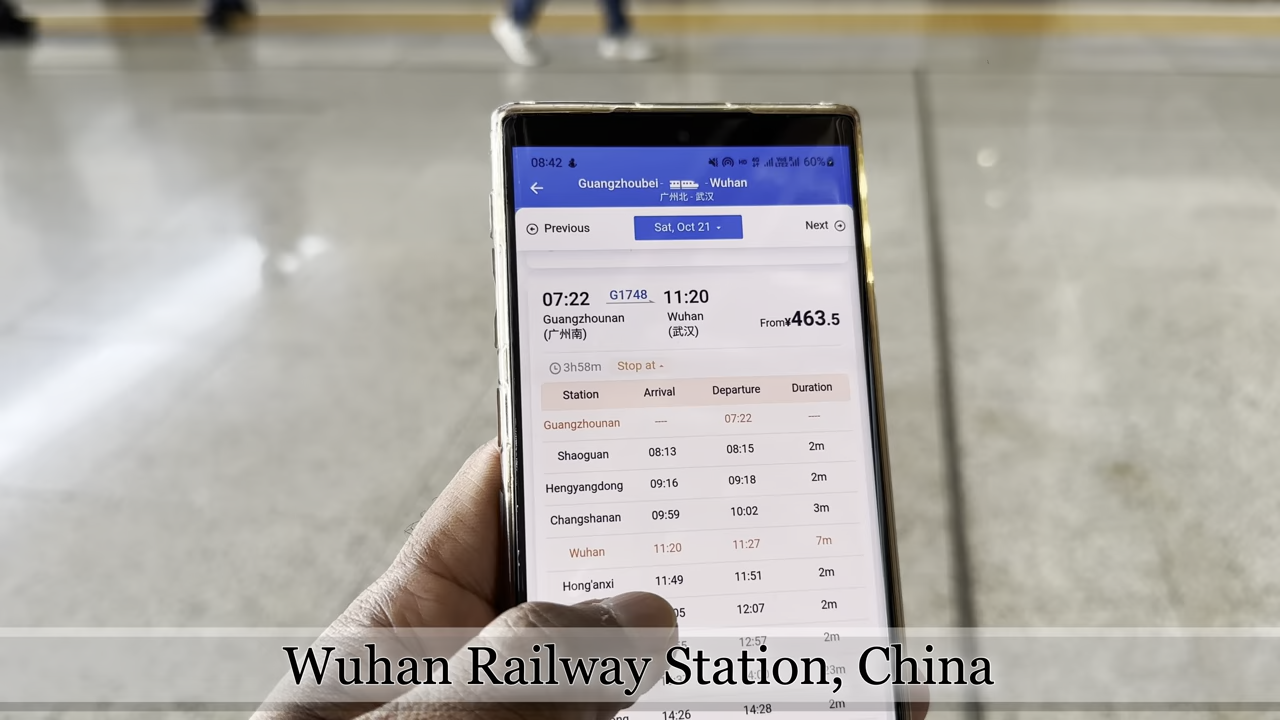 08:42 60%
Guangzhoubei - - Wuhan
广州北 - 武汉
Previous Sat, Oct 21 Next
07:22 G1748 11:20
Guangzhounan Wuhan From¥463.5
(广州南) (武汉)
3h58m Stop at
Station Arrival Departure Duration
Guangzhounan ---- 07:22 ----
Shaoguan 08:13 08:15 2m
Hengyangdong 09:16 09:18 2m
Changshanan 09:59 10:02 3m
Wuhan 11:20 11:27 7m
Hong'anxi 11:49 11:51 2m
12:07 2m
12:57 2m
Wuhan Railway Station, China
14:26 14:28 2m